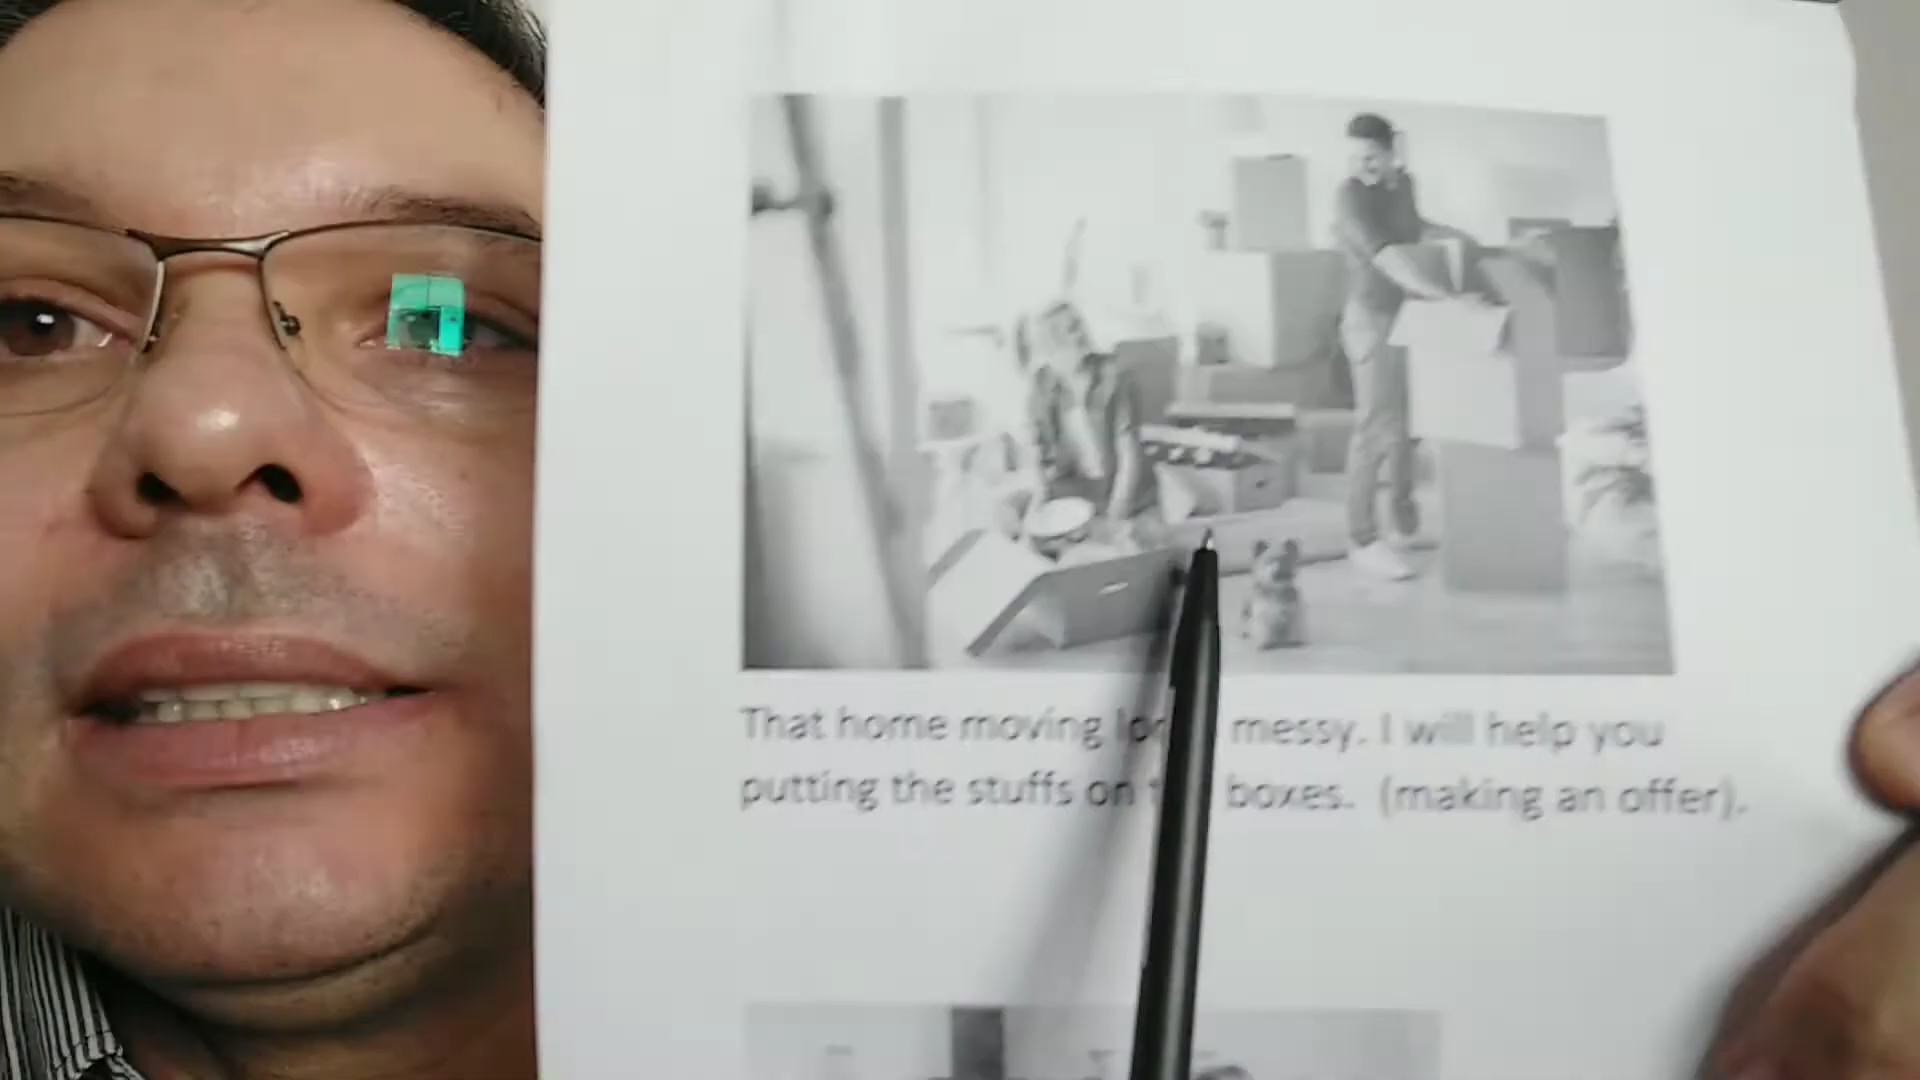 That home moving messy. I will help you
putting the stuffs on boxes. (making an offer).